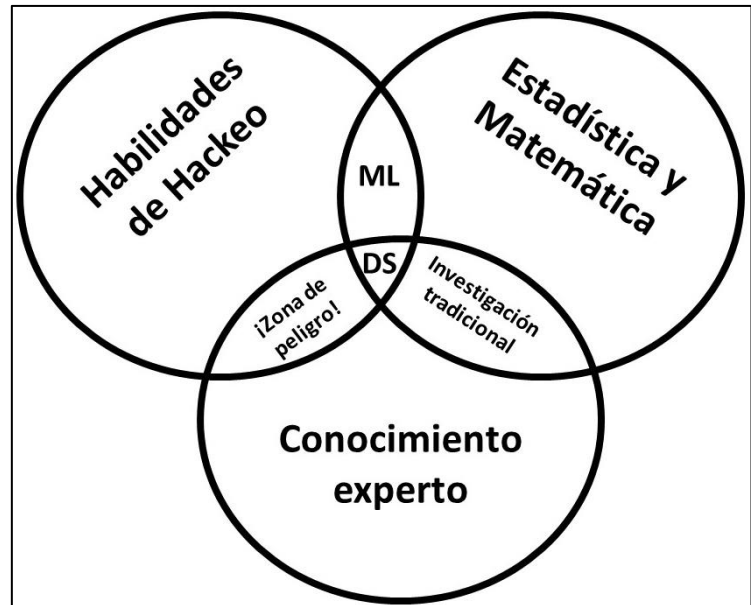 Habilidades
de Hackeo
Estadística y
Matemática
ML
DS
¡Zona de
peligro!
Investigación
tradicional
Conocimiento
experto